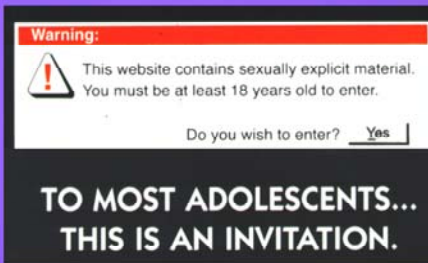 Warning:
This website contains sexually explicit material.
You must be at least 18 years old to enter.
Do you wish to enter? Yes
TO MOST ADOLESCENTS...
THIS IS AN INVITATION.